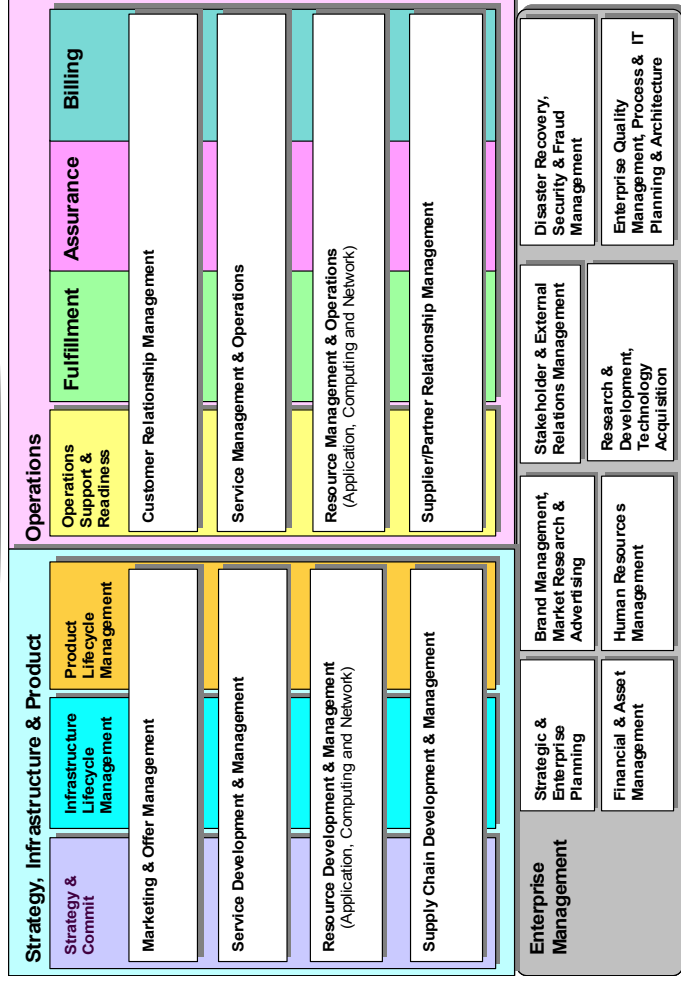 Strategy, Infrastructure & Product
Strategy &
Commit
Infrastructure
Lifecycle
Management
Product
Lifecycle
Management
Marketing & Offer Management
Service Development & Management
Resource Development & Management
(Application, Computing and Network)
Supply Chain Development & Management
Operations
Operations
Support &
Readiness
Fulfillment
Assurance
Billing
Customer Relationship Management
Service Management & Operations
Resource Management & Operations
(Application, Computing and Network)
Supplier/Partner Relationship Management
Enterprise
Management
Strategic &
Enterprise
Planning
Brand Management,
Market Research &
Advertising
Stakeholder & External
Relations Management
Disaster Recovery,
Security & Fraud
Management
Financial & Asset
Management
Human Resources
Management
Research &
Development,
Technology
Acquisition
Enterprise Quality
Management, Process & IT
Planning & Architecture